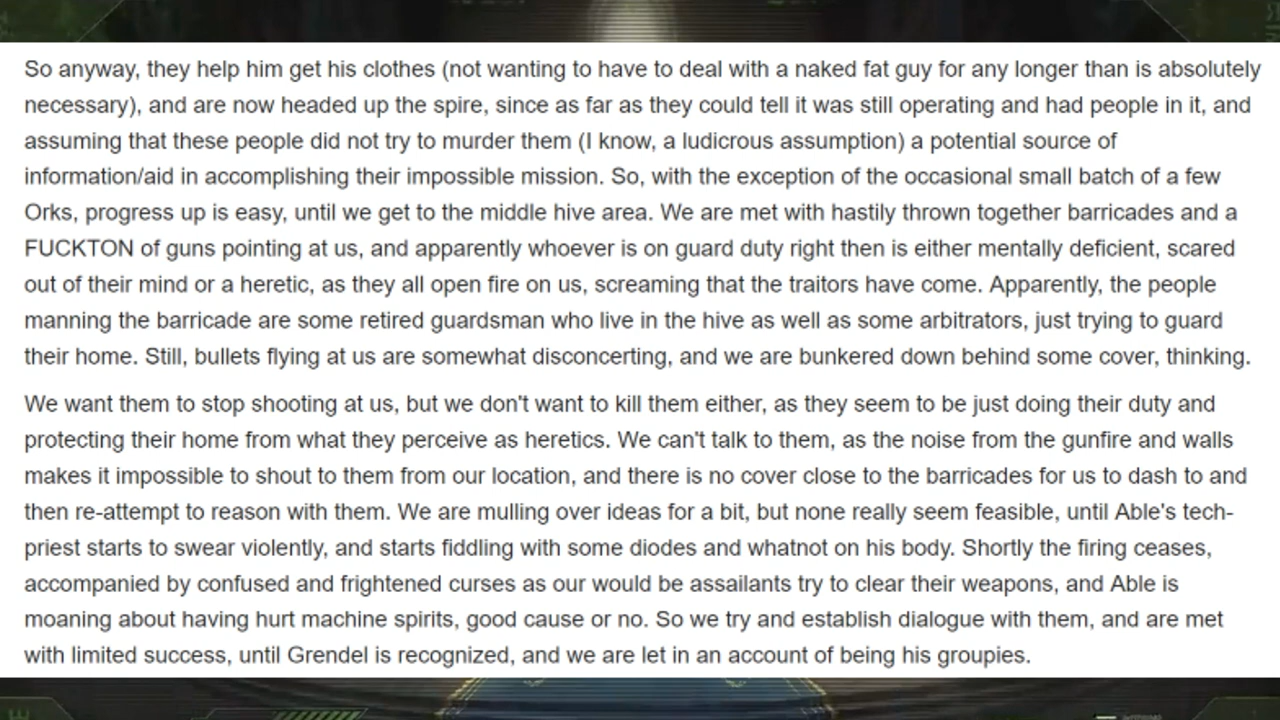 So anyway, they help him get his clothes (not wanting to have to deal with a naked fat guy for any longer than is absolutely
necessary), and are now headed up the spire, since as far as they could tell it was still operating and had people in it, and
assuming that these people did not try to murder them (I know, a ludicrous assumption) a potential source of
information/aid in accomplishing their impossible mission. So, with the exception of the occasional small batch of a few
Orks, progress up is easy, until we get to the middle hive area. We are met with hastily thrown together barricades and a
FUCKTON of guns pointing at us, and apparently whoever is on guard duty right then is either mentally deficient, scared
out of their mind or a heretic, as they all open fire on us, screaming that the traitors have come. Apparently, the people
manning the barricade are some retired guardsman who live in the hive as well as some arbitrators, just trying to guard
their home. Still, bullets flying at us are somewhat disconcerting, and we are bunkered down behind some cover, thinking.
We want them to stop shooting at us, but we don't want to kill them either, as they seem to be just doing their duty and
protecting their home from what they perceive as heretics. We can't talk to them, as the noise from the gunfire and walls
makes it impossible to shout to them from our location, and there is no cover close to the barricades for us to dash to and
then re-attempt to reason with them. We are mulling over ideas for a bit, but none really seem feasible, until Able's tech-
priest starts to swear violently, and starts fiddling with some diodes and whatnot on his body. Shortly the firing ceases,
accompanied by confused and frightened curses as our would be assailants try to clear their weapons, and Able is
moaning about having hurt machine spirits, good cause or no. So we try and establish dialogue with them, and are met
with limited success, until Grendel is recognized, and we are let in an account of being his groupies.